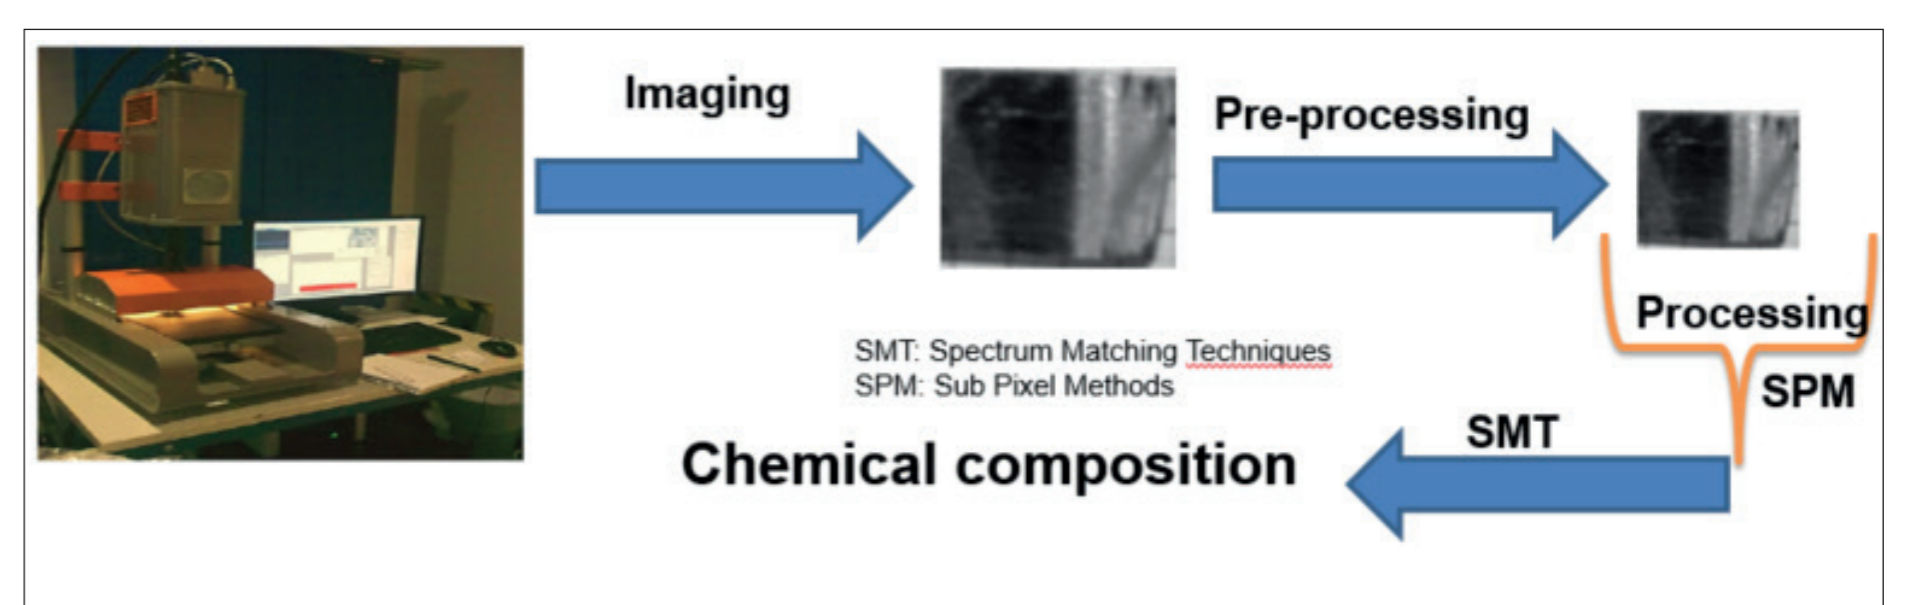 Imaging
Pre-processing
Processing
SMT: Spectrum Matching Techniques
SPM: Sub Pixel Methods
SPM
SMT
Chemical composition